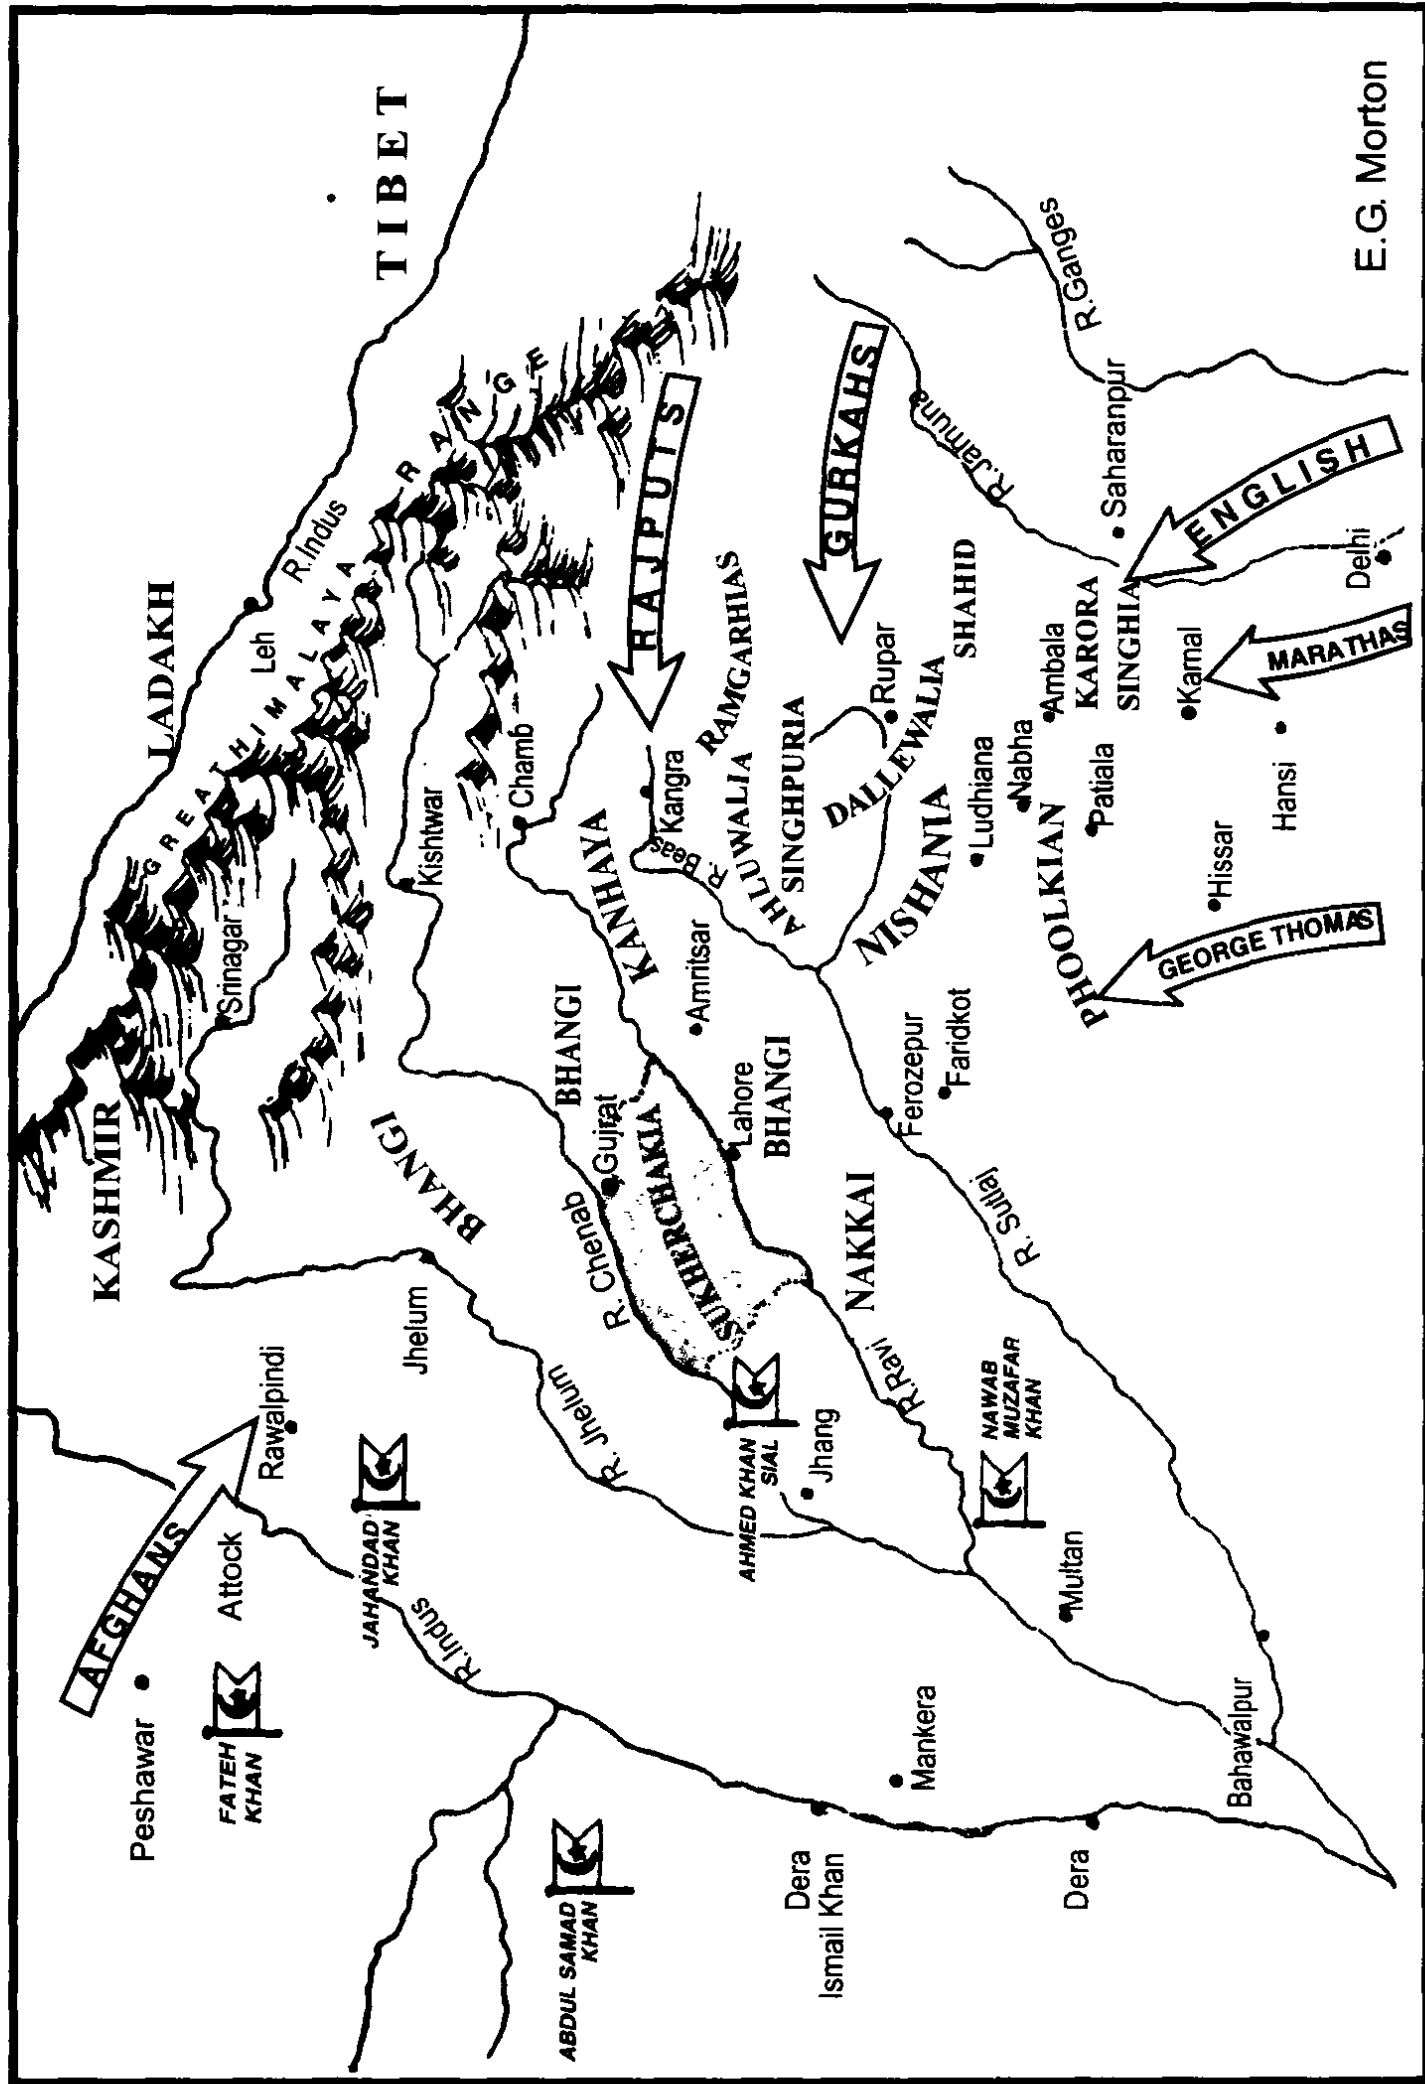 KASHMIR
LADAKH
TIBET
GREAT HIMALAYA RANGE
R.Indus
Leh
Srinagar
AFGHANS
Peshawar
Attock
Rawalpindi
FATEH
KHAN
JAHANDAD
KHAN
Jhelum
BHANGI
Kishtwar
Chamb
RAJPUTS
R.Indus
R. Jhelum
R. Chenab
Gujrat
BHANGI
KANHAYA
Kangra
R. Beas
RAMGARHIAS
GURKAHS
ABDUL SAMAD
KHAN
AHMED KHAN
SIAL
Jhang
SUKHERCHAKIA
Lahore
BHANGI
Amritsar
AHLUWALIA
SINGHPURIA
DALLEWALIA
Rupar
SHAHID
R.Jamuna
R. Ganges
Dera
Ismail Khan
Mankera
R.Ravi
NAKKAI
NISHANIA
Ferozepur
Faridkot
Ludhiana
Nabha
Ambala
KARORA
SINGHIA
Saharanpur
NAWAB
MUZAFAR
KHAN
Multan
R. Sutlaj
PHOOLKIAN
Patiala
Dera
Bahawalpur
Hissar
Hansi
Kamal
GEORGE THOMAS
MARATHAS
ENGLISH
Delhi
E.G. Morton